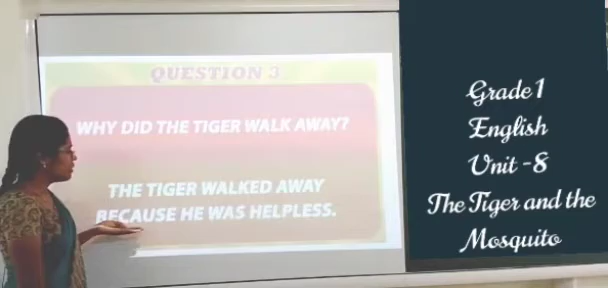 QUESTION 3
WHY DID THE TIGER WALK AWAY?
THE TIGER WALKED AWAY
BECAUSE HE WAS HELPLESS.
Grade 1
English
Unit - 8
The Tiger and the
Mosquito